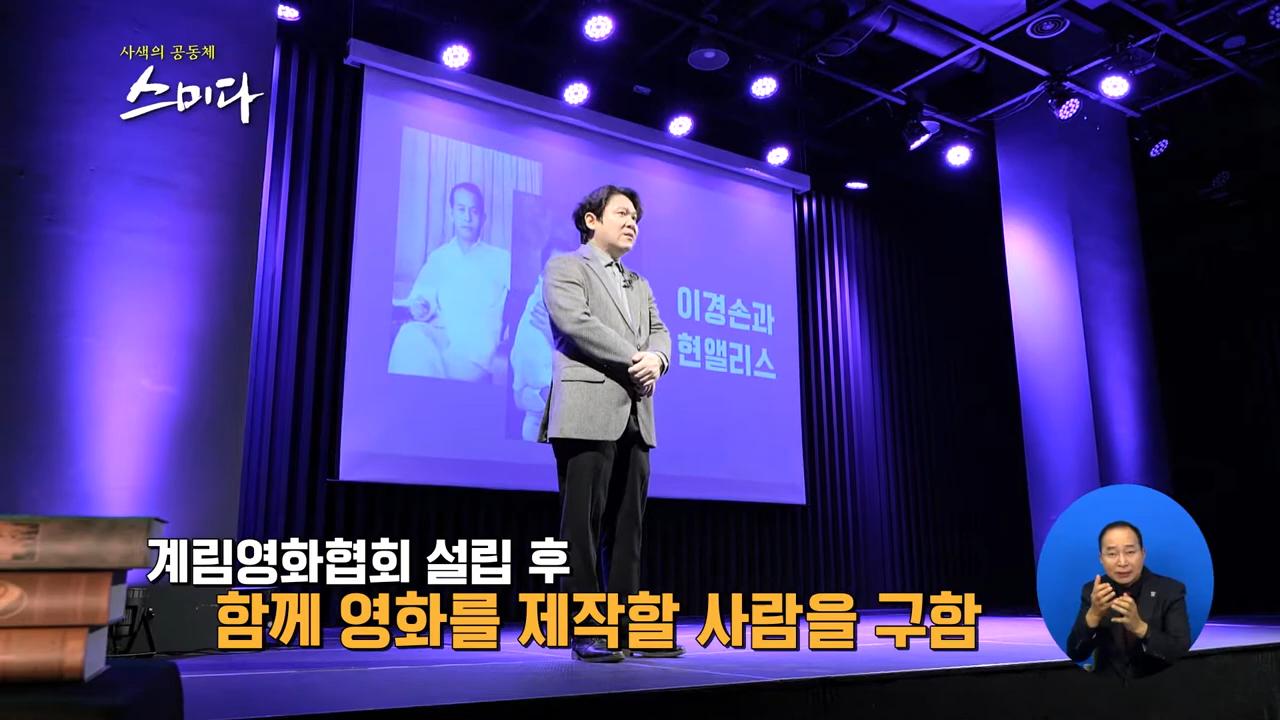 사색의 공동체
스미다
이경손과
현앨리스
계림영화협회 설립 후
함께 영화를 제작할 사람을 구함